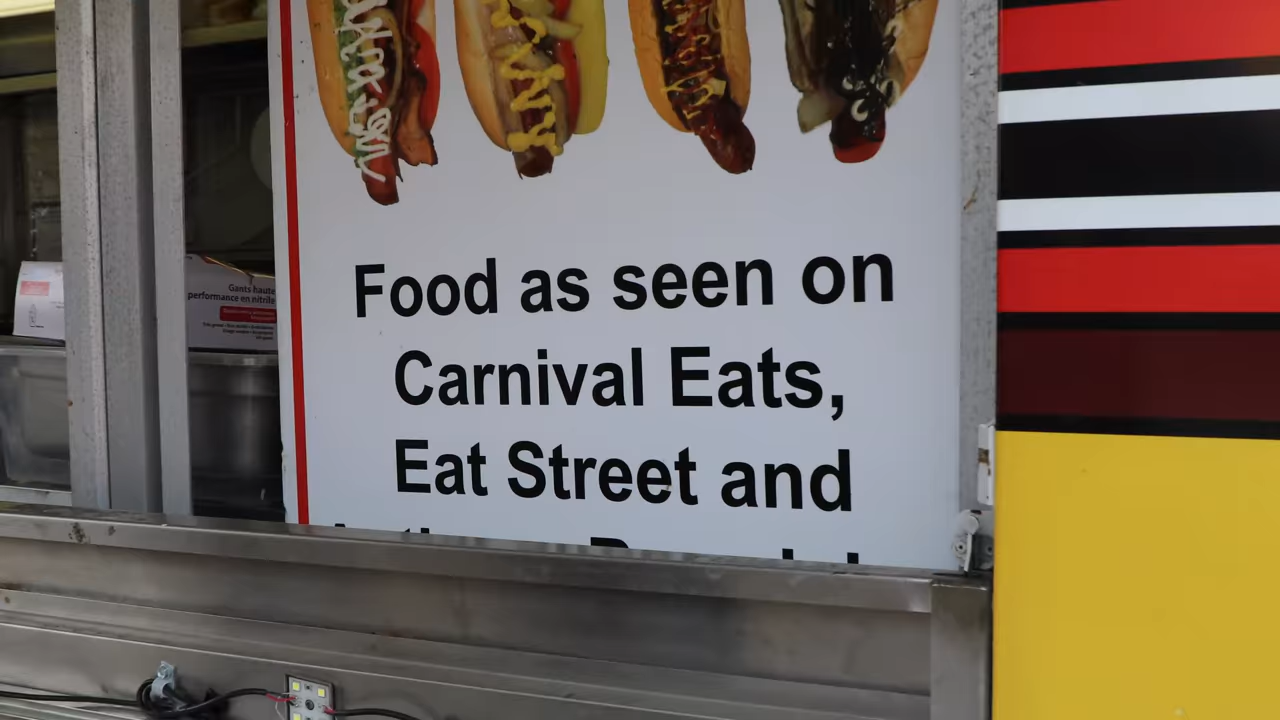 Food as seen on
Carnival Eats,
Eat Street and
Gants haute
performance en nitrile